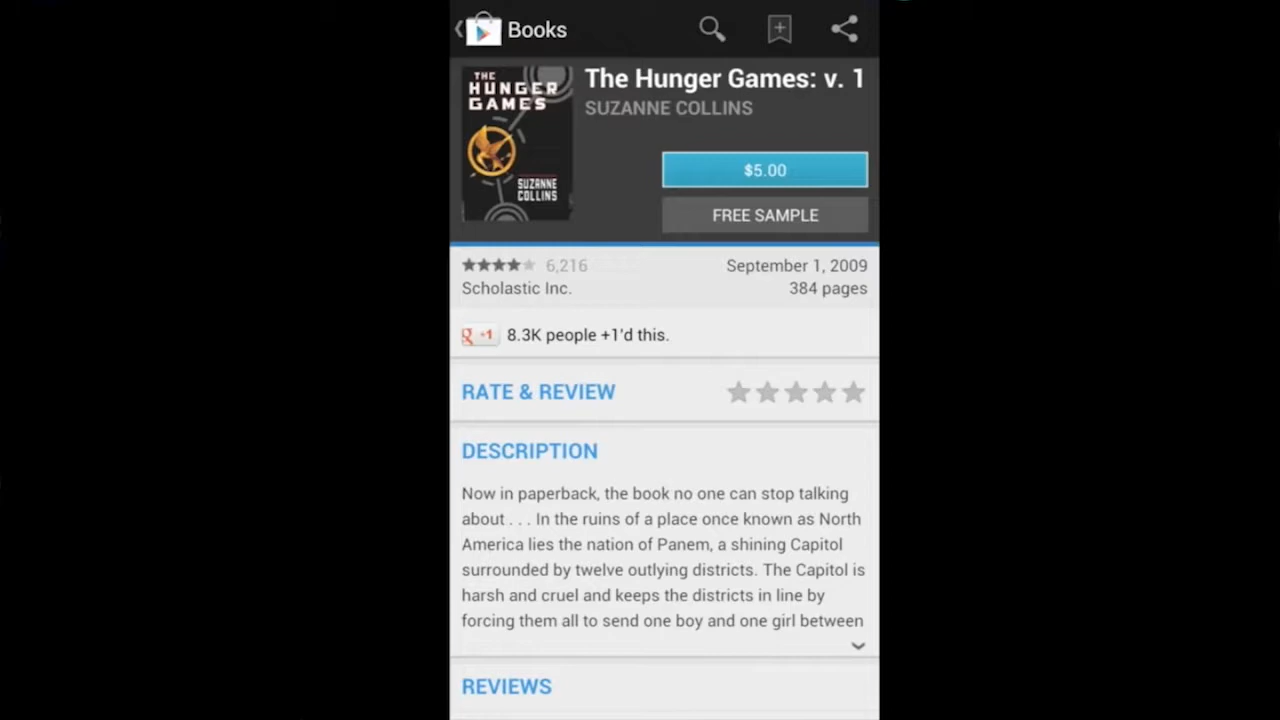 Books
THE
HUNGER
GAMES
SUZANNE
COLLINS
The Hunger Games: v. 1
SUZANNE COLLINS
$5.00
FREE SAMPLE
6,216
September 1, 2009
Scholastic Inc.
384 pages
g +1
8.3K people +1'd this.
RATE & REVIEW
DESCRIPTION
Now in paperback, the book no one can stop talking
about . . . In the ruins of a place once known as North
America lies the nation of Panem, a shining Capitol
surrounded by twelve outlying districts. The Capitol is
harsh and cruel and keeps the districts in line by
forcing them all to send one boy and one girl between
REVIEWS